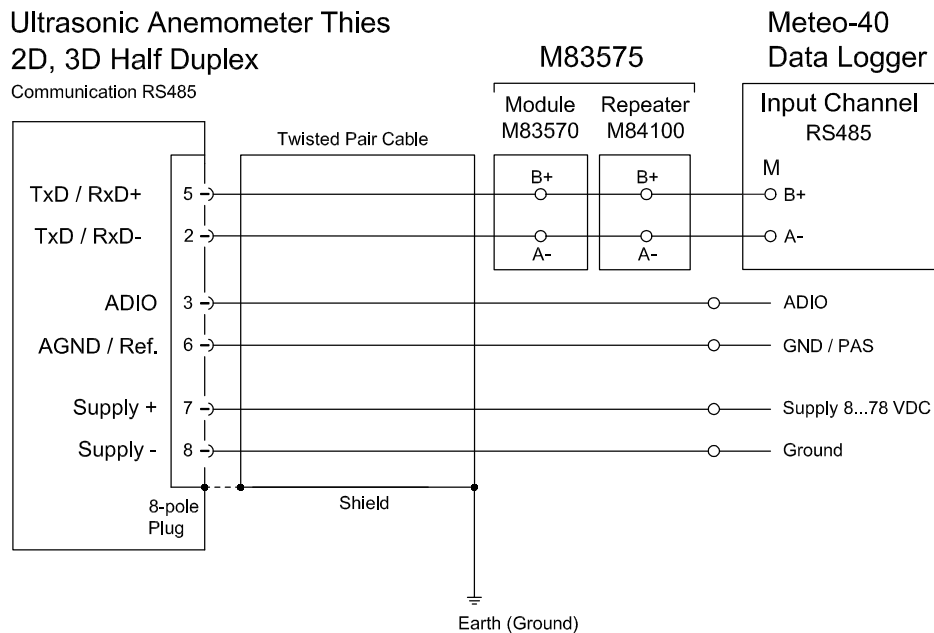 Ultrasonic Anemometer Thies
2D, 3D Half Duplex
Communication RS485
M83575
Meteo-40
Data Logger
Module
M83570
Repeater
M84100
Input Channel
RS485
Twisted Pair Cable
M
B+
B+
TxD / RxD+
5
B+
TxD / RxD-
2
A-
A-
A-
ADIO
3
ADIO
AGND / Ref.
6
GND / PAS
Supply +
7
Supply 8...78 VDC
Supply -
8
Ground
8-pole
Plug
Shield
Earth (Ground)